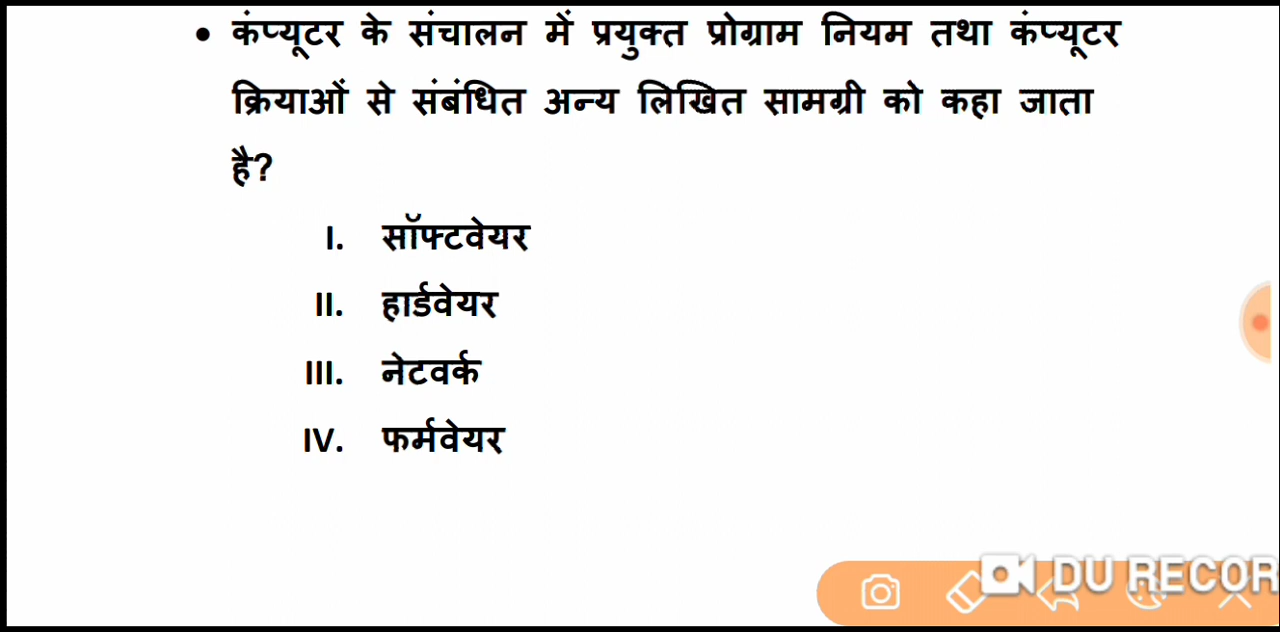 • कंप्यूटर के संचालन में प्रयुक्त प्रोग्राम नियम तथा कंप्यूटर
क्रियाओं से संबंधित अन्य लिखित सामग्री को कहा जाता
है?
I. सॉफ्टवेयर
II. हार्डवेयर
III. नेटवर्क
IV. फर्मवेयर
DU RECOR